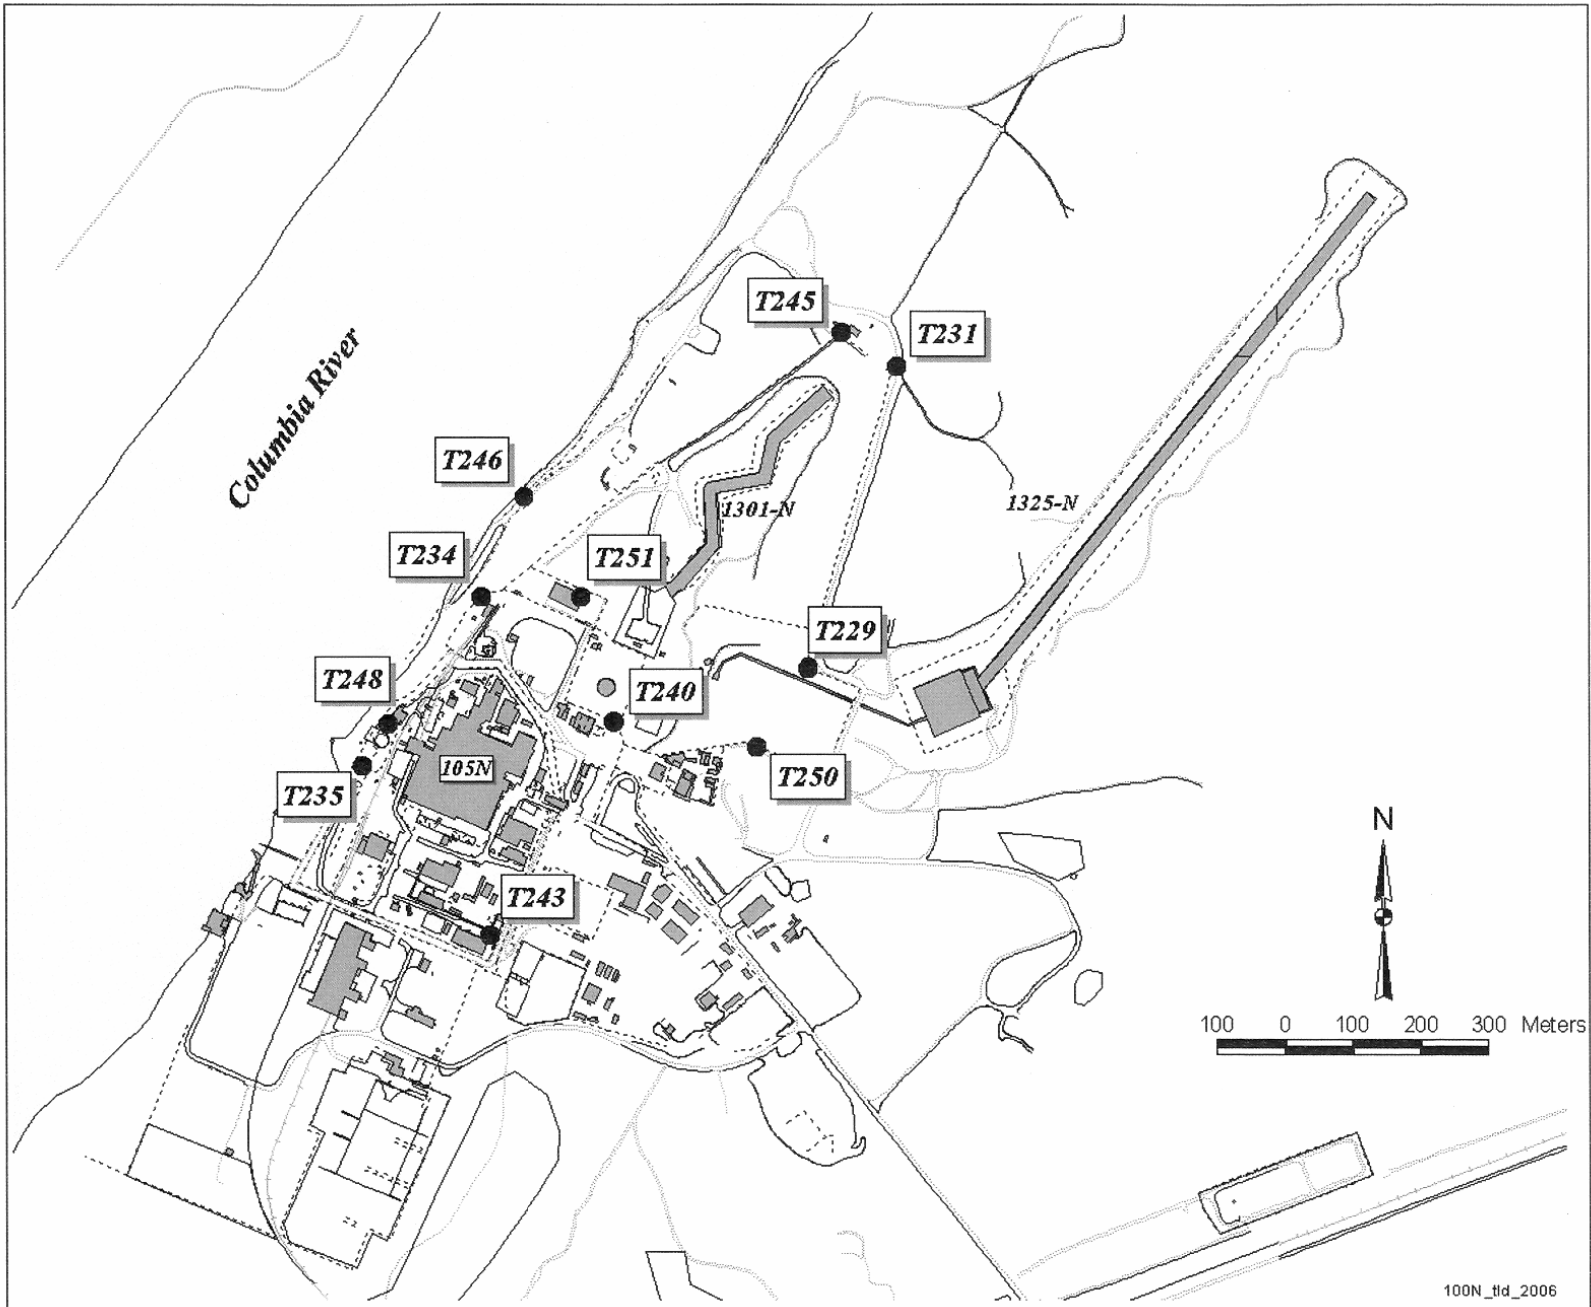 T245
T231
Columbia River
T246
1301-N
1325-N
T234
T251
T229
T248
T240
105N
T250
T235
N
T243
100 0 100 200 300 Meters
100N_tld_2006